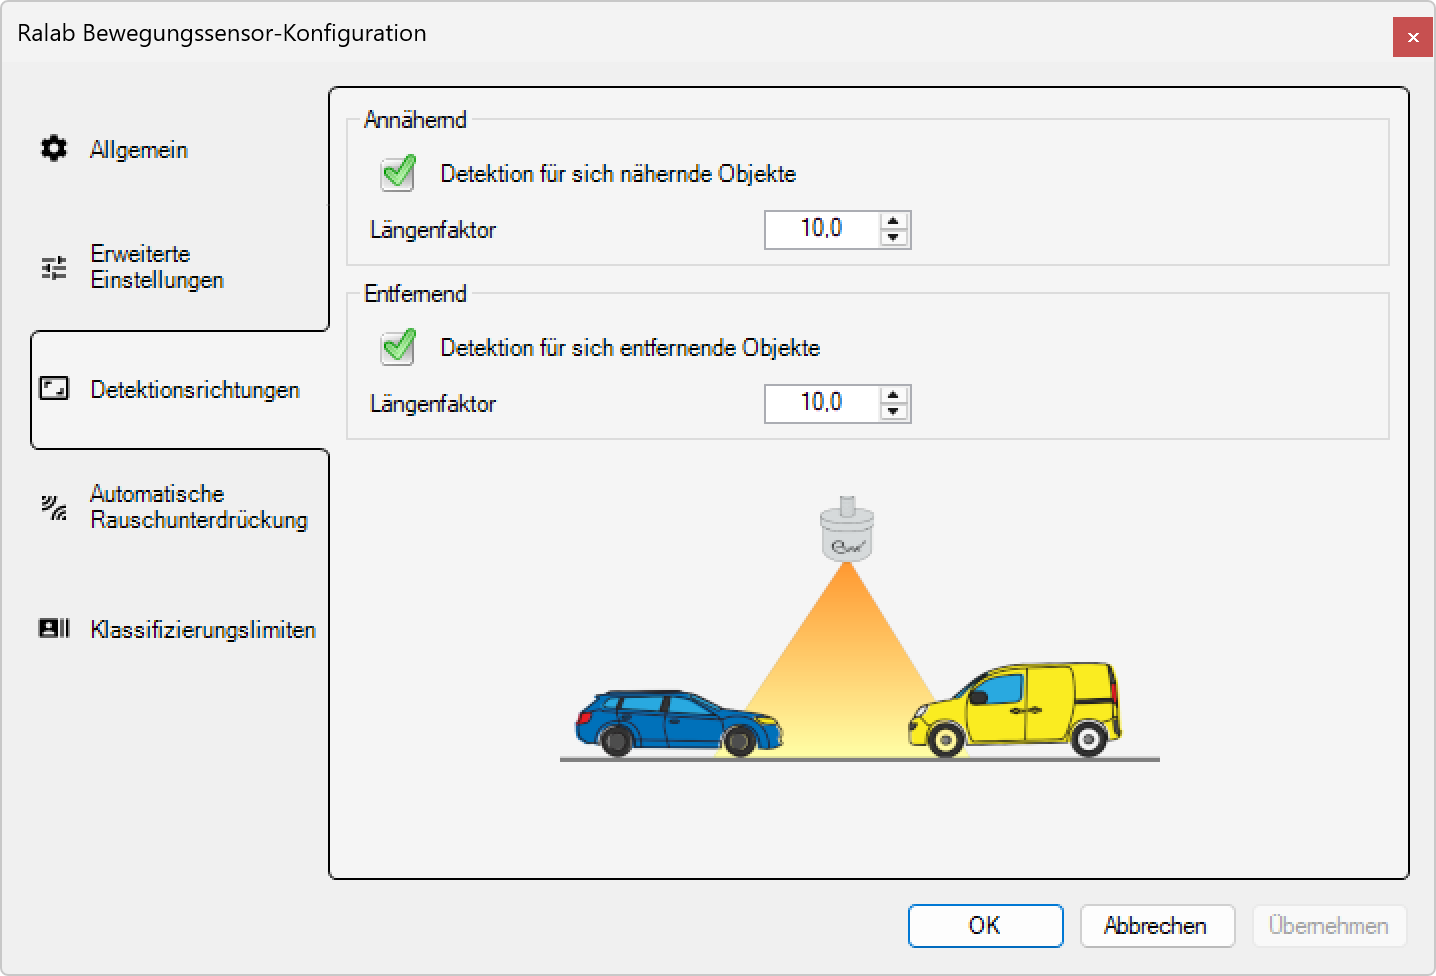 Ralab Bewegungssensor-Konfiguration
Allgemein
Erweiterte
Einstellungen
Detektionsrichtungen
Automatische
Rauschunterdrückung
Klassifizierungslimiten
Annähernd
Detektion für sich nähernde Objekte
Längenfaktor 10,0
Entfernend
Detektion für sich entfernende Objekte
Längenfaktor 10,0
OK Abbrechen Übernehmen